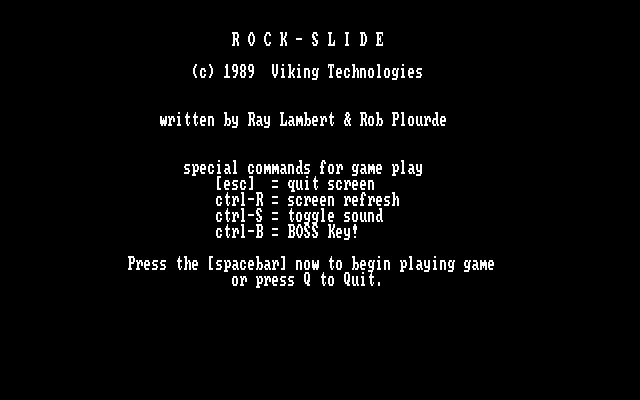 R O C K - S L I D E
(c) 1989  Viking Technologies
written by Ray Lambert & Rob Plourde
special commands for game play
[esc]  = quit screen
ctrl-R = screen refresh
ctrl-S = toggle sound
ctrl-B = BOSS Key!
Press the [spacebar] now to begin playing game
or press Q to Quit.